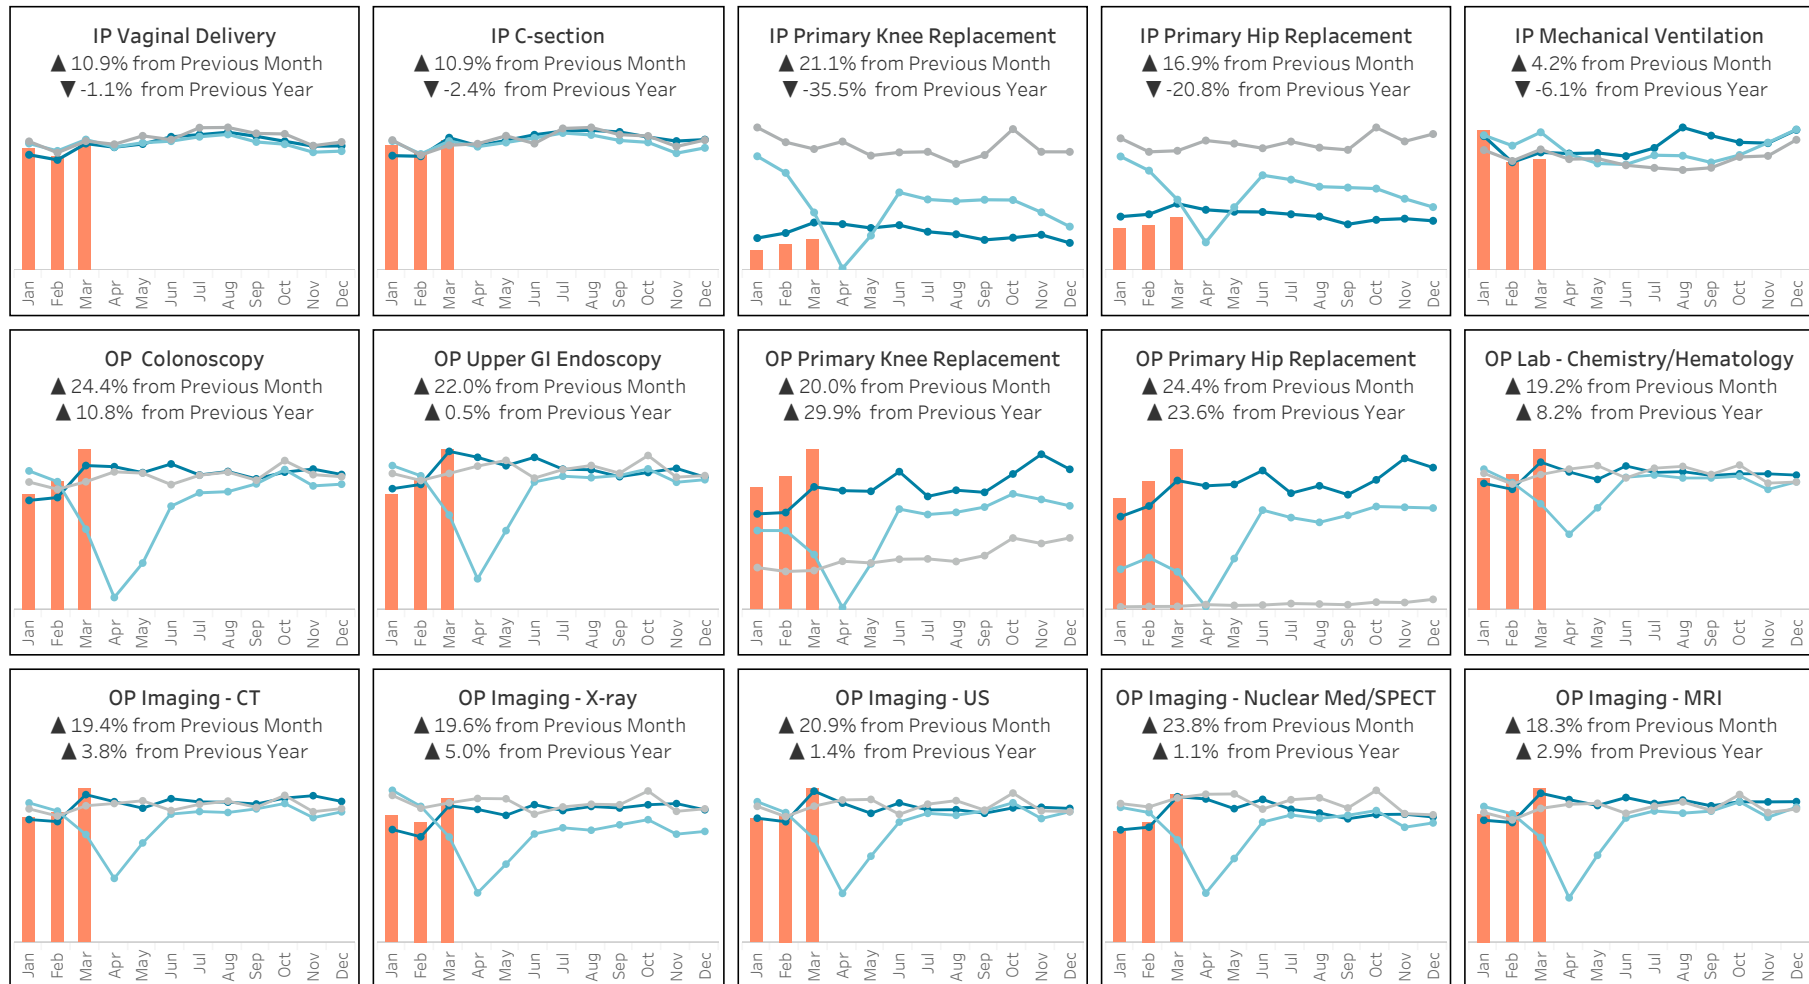 IP Vaginal Delivery
▲ 10.9% from Previous Month
▼ -1.1% from Previous Year
Jan Feb Mar Apr May Jun Jul Aug Sep Oct Nov Dec
IP C-section
▲ 10.9% from Previous Month
▼ -2.4% from Previous Year
Jan Feb Mar Apr May Jun Jul Aug Sep Oct Nov Dec
IP Primary Knee Replacement
▲ 21.1% from Previous Month
▼ -35.5% from Previous Year
Jan Feb Mar Apr May Jun Jul Aug Sep Oct Nov Dec
IP Primary Hip Replacement
▲ 16.9% from Previous Month
▼ -20.8% from Previous Year
Jan Feb Mar Apr May Jun Jul Aug Sep Oct Nov Dec
IP Mechanical Ventilation
▲ 4.2% from Previous Month
▼ -6.1% from Previous Year
Jan Feb Mar Apr May Jun Jul Aug Sep Oct Nov Dec
OP Colonoscopy
▲ 24.4% from Previous Month
▲ 10.8% from Previous Year
Jan Feb Mar Apr May Jun Jul Aug Sep Oct Nov Dec
OP Upper GI Endoscopy
▲ 22.0% from Previous Month
▲ 0.5% from Previous Year
Jan Feb Mar Apr May Jun Jul Aug Sep Oct Nov Dec
OP Primary Knee Replacement
▲ 20.0% from Previous Month
▲ 29.9% from Previous Year
Jan Feb Mar Apr May Jun Jul Aug Sep Oct Nov Dec
OP Primary Hip Replacement
▲ 24.4% from Previous Month
▲ 23.6% from Previous Year
Jan Feb Mar Apr May Jun Jul Aug Sep Oct Nov Dec
OP Lab - Chemistry/Hematology
▲ 19.2% from Previous Month
▲ 8.2% from Previous Year
Jan Feb Mar Apr May Jun Jul Aug Sep Oct Nov Dec
OP Imaging - CT
▲ 19.4% from Previous Month
▲ 3.8% from Previous Year
Jan Feb Mar Apr May Jun Jul Aug Sep Oct Nov Dec
OP Imaging - X-ray
▲ 19.6% from Previous Month
▲ 5.0% from Previous Year
Jan Feb Mar Apr May Jun Jul Aug Sep Oct Nov Dec
OP Imaging - US
▲ 20.9% from Previous Month
▲ 1.4% from Previous Year
Jan Feb Mar Apr May Jun Jul Aug Sep Oct Nov Dec
OP Imaging - Nuclear Med/SPECT
▲ 23.8% from Previous Month
▲ 1.1% from Previous Year
Jan Feb Mar Apr May Jun Jul Aug Sep Oct Nov Dec
OP Imaging - MRI
▲ 18.3% from Previous Month
▲ 2.9% from Previous Year
Jan Feb Mar Apr May Jun Jul Aug Sep Oct Nov Dec